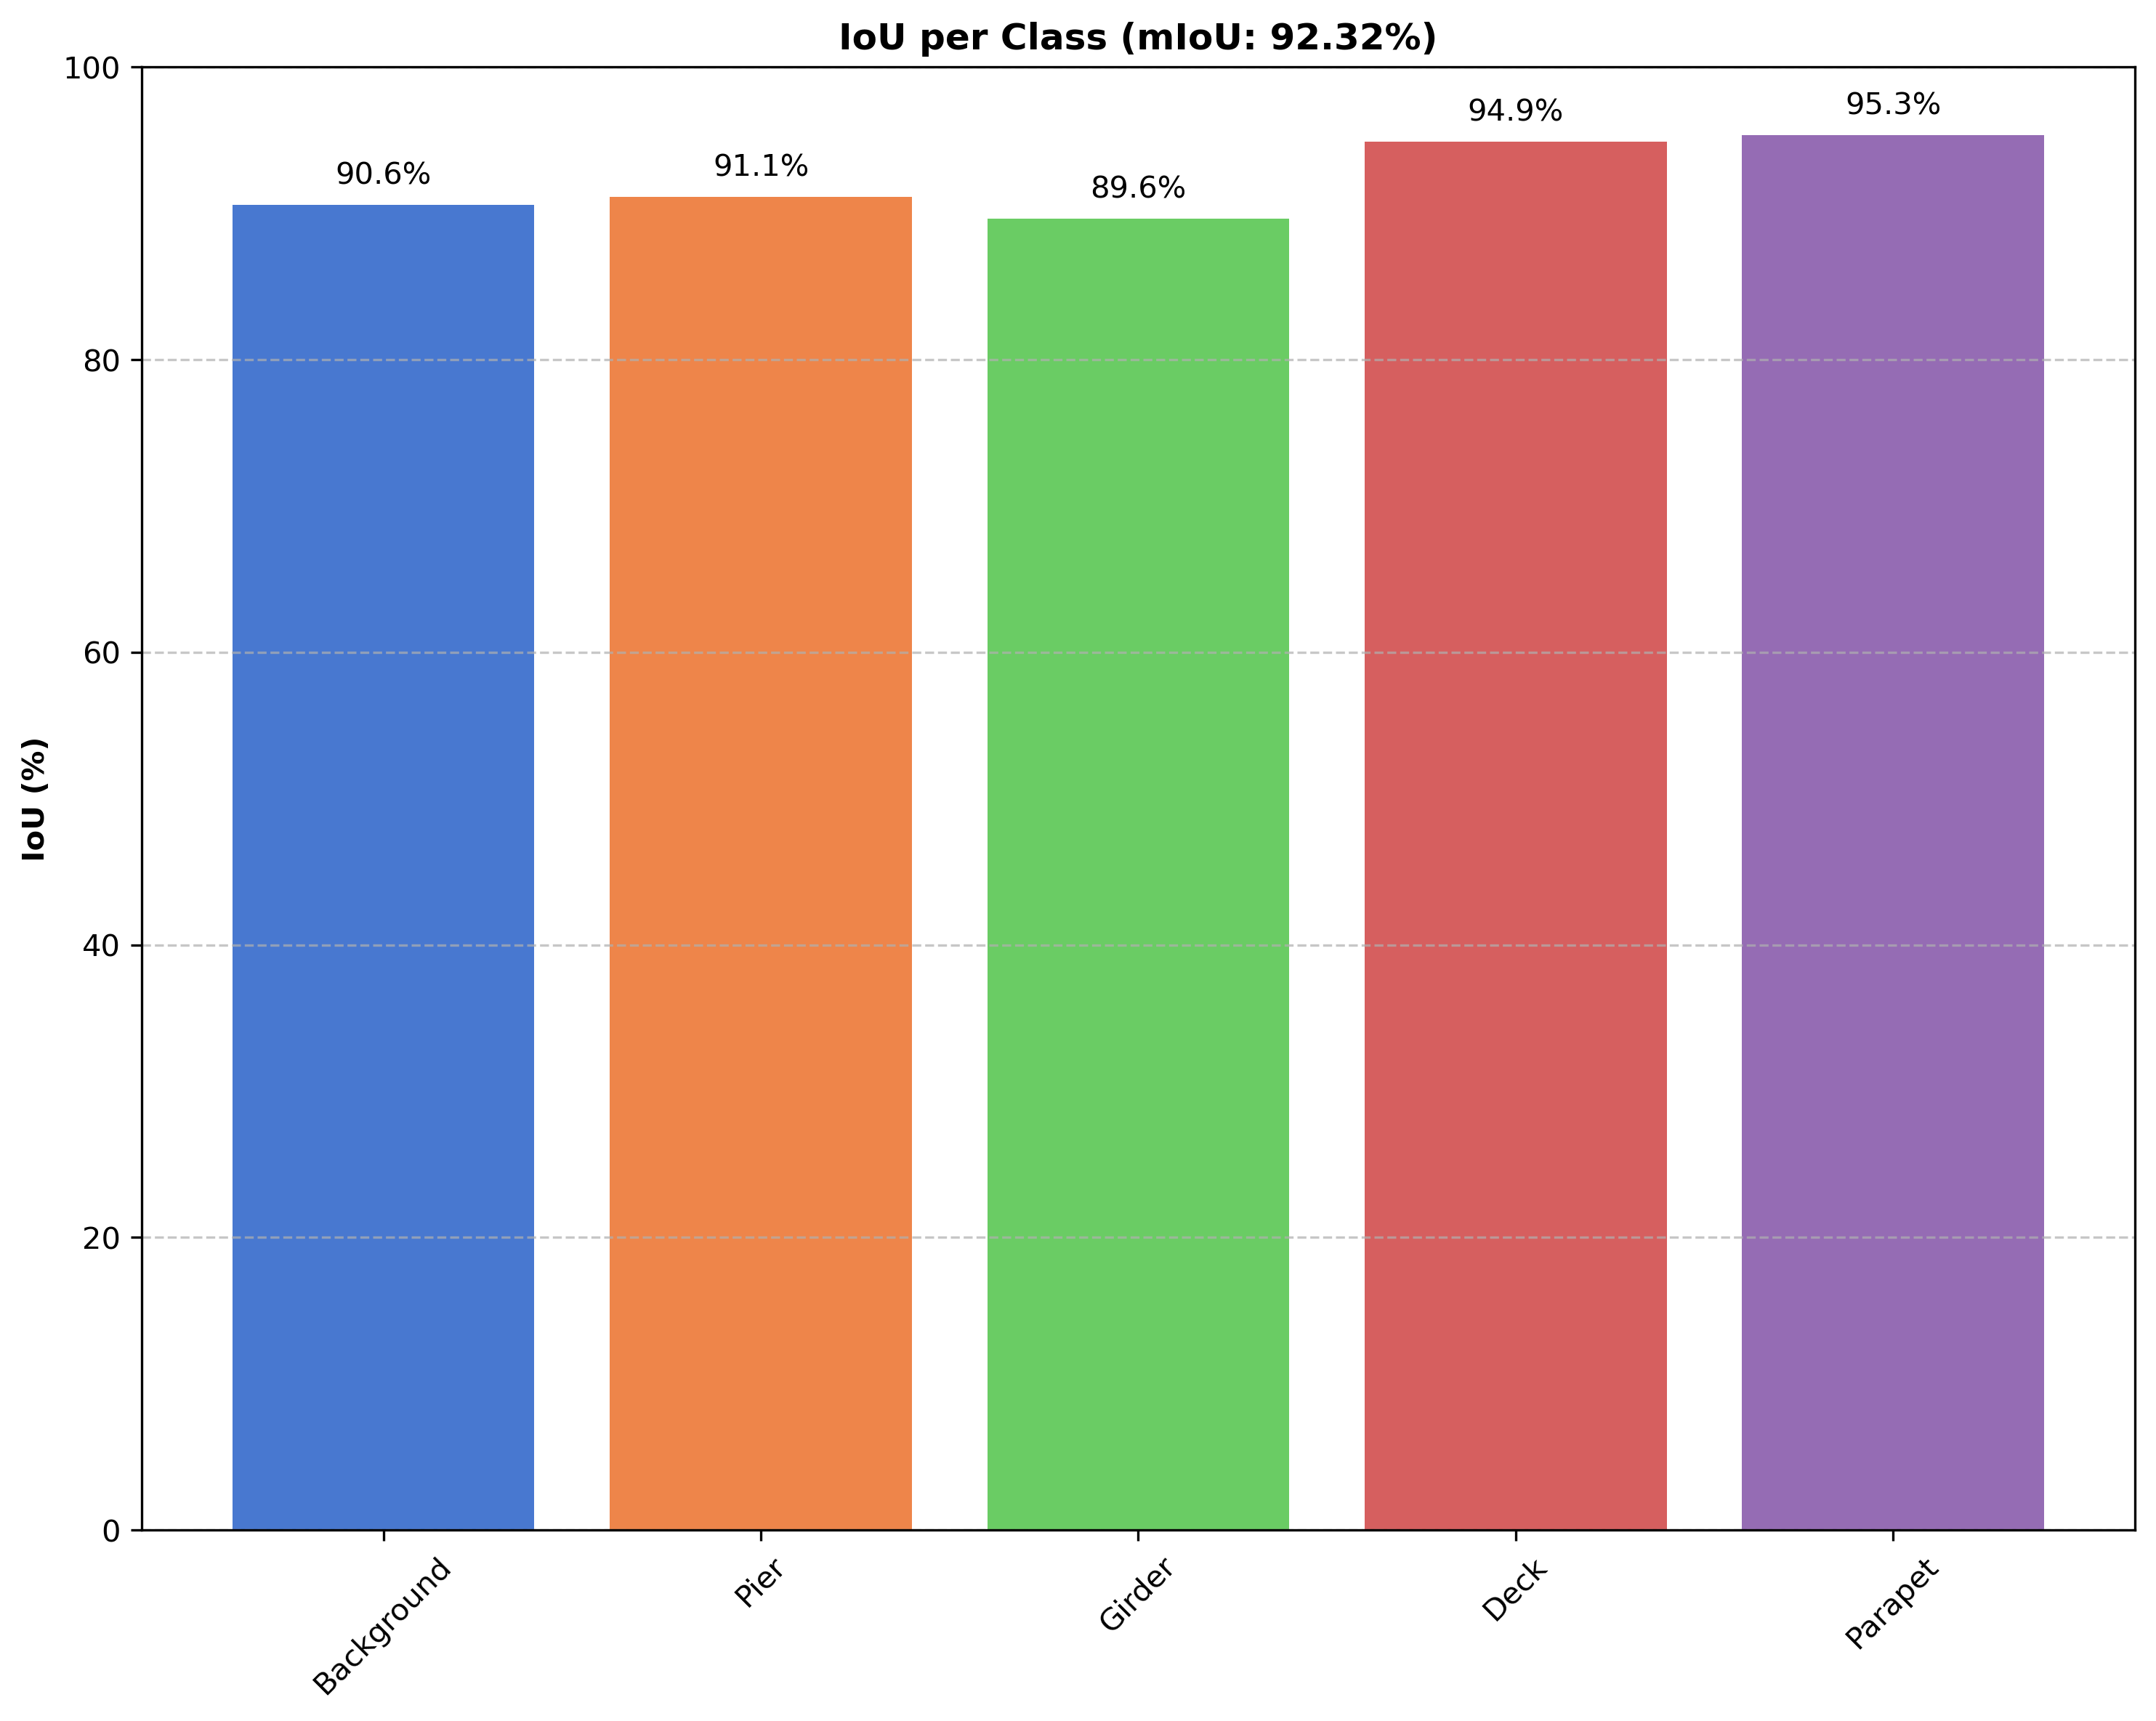 IoU per Class (mIoU: 92.32%)
100
80
60
40
20
0
IoU (%)
90.6%
91.1%
89.6%
94.9%
95.3%
Background
Pier
Girder
Deck
Parapet